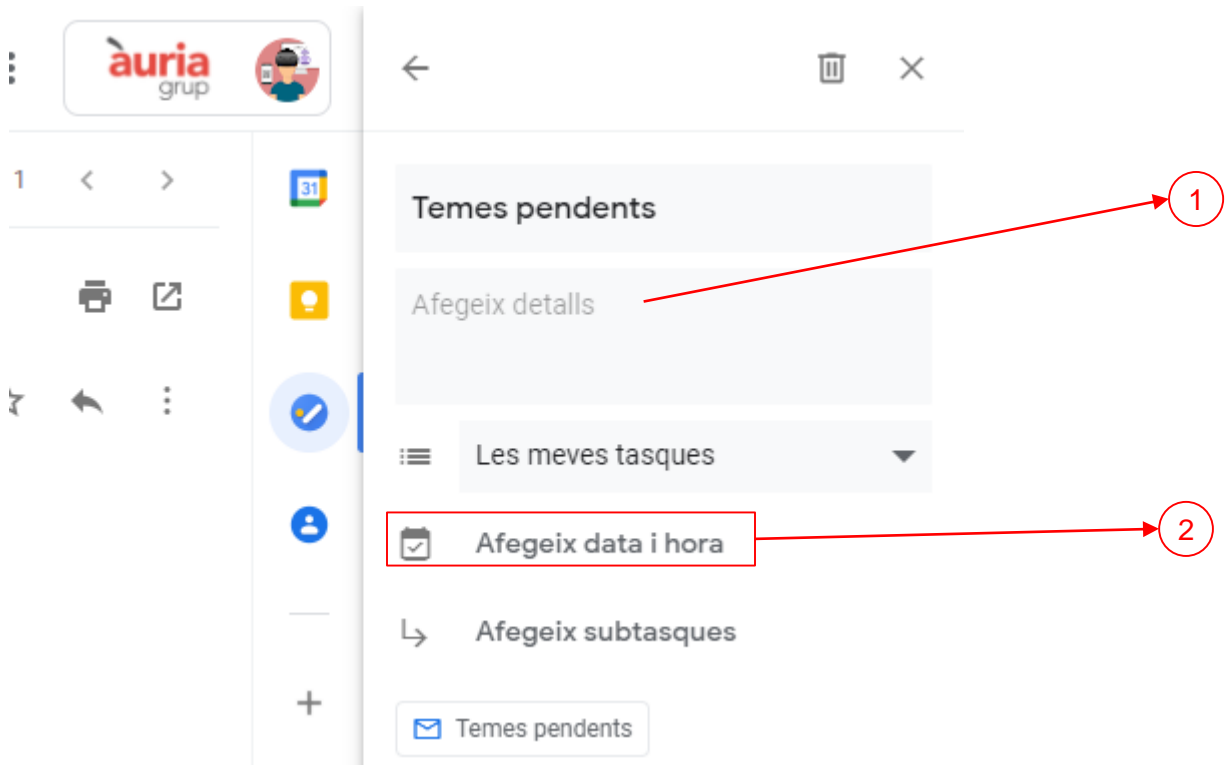 àuria
grup
1
31
Temes pendents
1
Afegeix detalls
Les meves tasques
Afegeix data i hora
2
Afegeix subtasques
Temes pendents